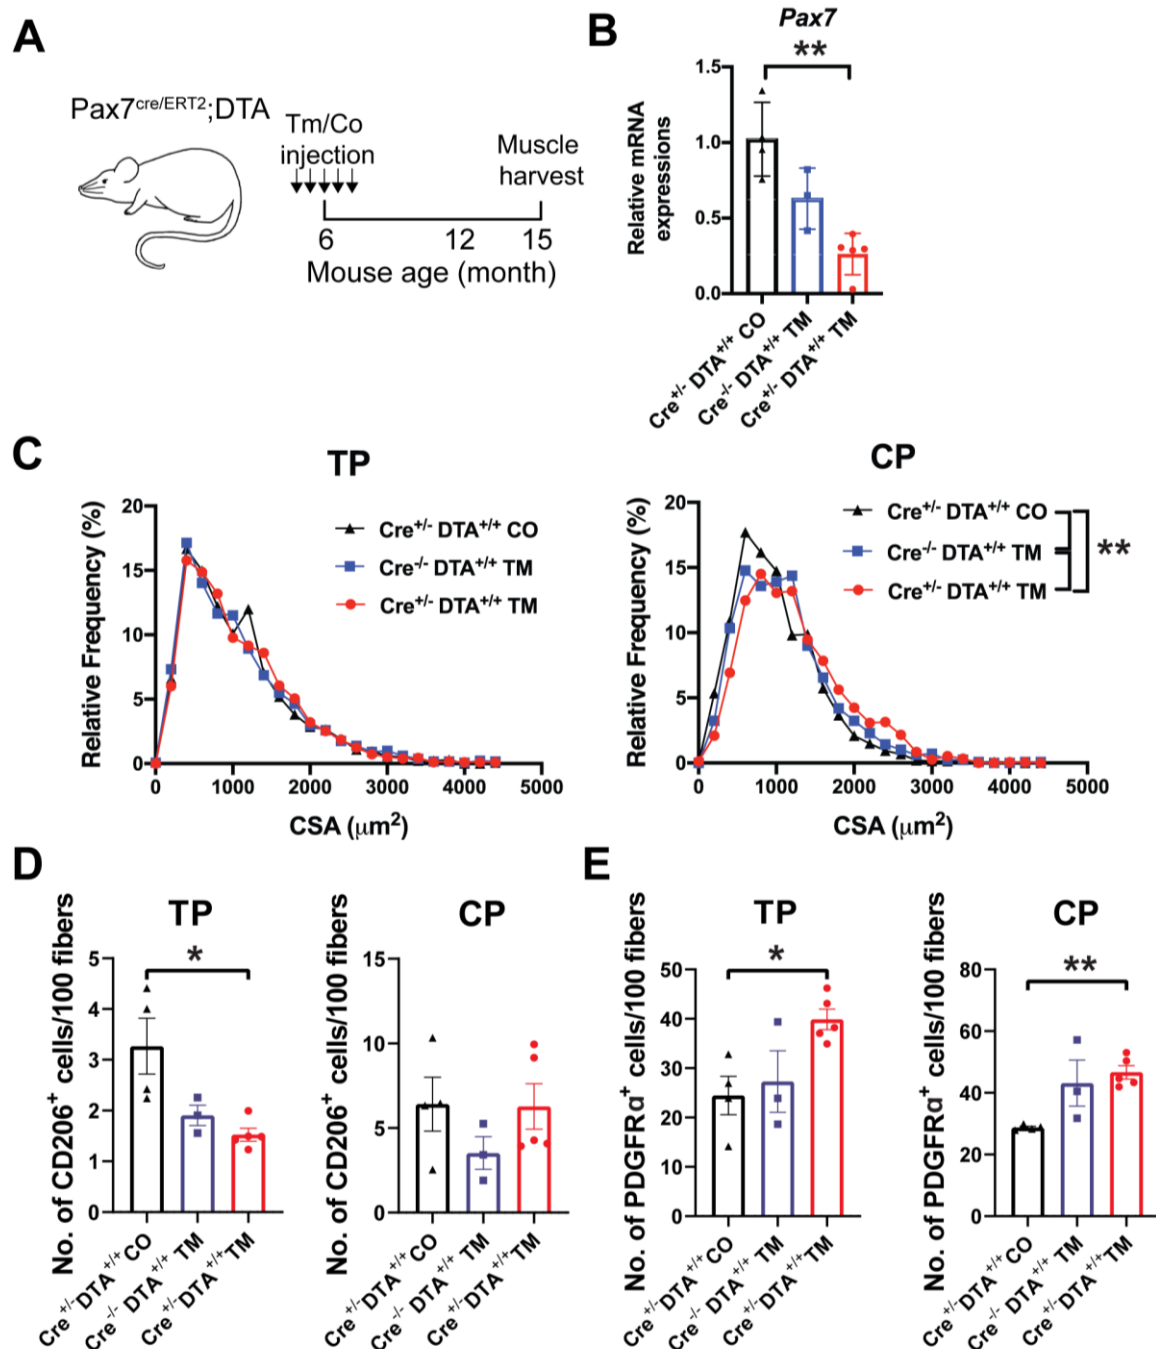 A
Pax7cre/ERT2;DTA
Tm/Co
injection
Muscle
harvest
6 12 15
Mouse age (month)
B
Pax7
**
Relative mRNA
expressions
1.5
1.0
0.5
0.0
Cre+/- DTA+/+ CO
Cre-/- DTA+/+ TM
Cre+/- DTA+/+ TM
C
TP
Relative Frequency (%)
20
15
10
5
0
0 1000 2000 3000 4000 5000
CSA (μm2)
Cre+/- DTA+/+ CO
Cre-/- DTA+/+ TM
Cre+/- DTA+/+ TM
CP
Relative Frequency (%)
20
15
10
5
0
0 1000 2000 3000 4000 5000
CSA (μm2)
Cre+/- DTA+/+ CO
Cre-/- DTA+/+ TM
Cre+/- DTA+/+ TM
**
D
TP
*
No. of CD206+ cells/100 fibers
5
4
3
2
1
0
Cre+/-DTA+/+CO
Cre-/- DTA+/+ TM
Cre+/-DTA+/+TM
CP
No. of CD206+ cells/100 fibers
15
10
5
0
Cre+/-DTA+/+CO
Cre-/- DTA+/+ TM
Cre+/-DTA+/+TM
E
TP
*
No. of PDGFRα+ cells/100 fibers
50
40
30
20
10
0
Cre+/-DTA+/+CO
Cre-/- DTA+/+ TM
Cre+/-DTA+/+TM
CP
**
No. of PDGFRα+ cells/100 fibers
80
60
40
20
0
Cre+/-DTA+/+CO
Cre-/- DTA+/+ TM
Cre+/-DTA+/+TM